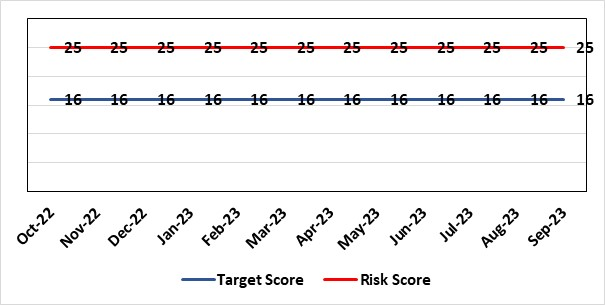 25 25 25 25 25 25 25 25 25 25 25 25
16 16 16 16 16 16 16 16 16 16 16 16
Oct-22 Nov-22 Dec-22 Jan-23 Feb-23 Mar-23 Apr-23 May-23 Jun-23 Jul-23 Aug-23 Sep-23
Target Score Risk Score